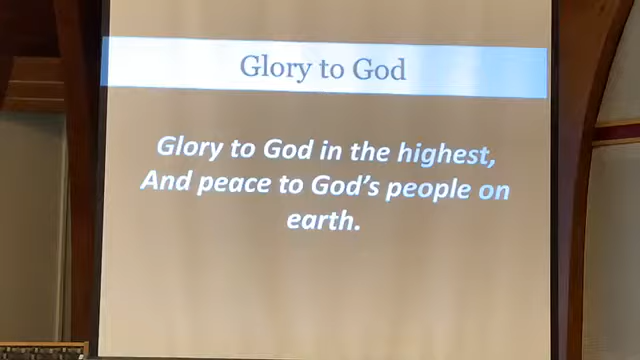 Glory to God
Glory to God in the highest,
And peace to God's people on
earth.